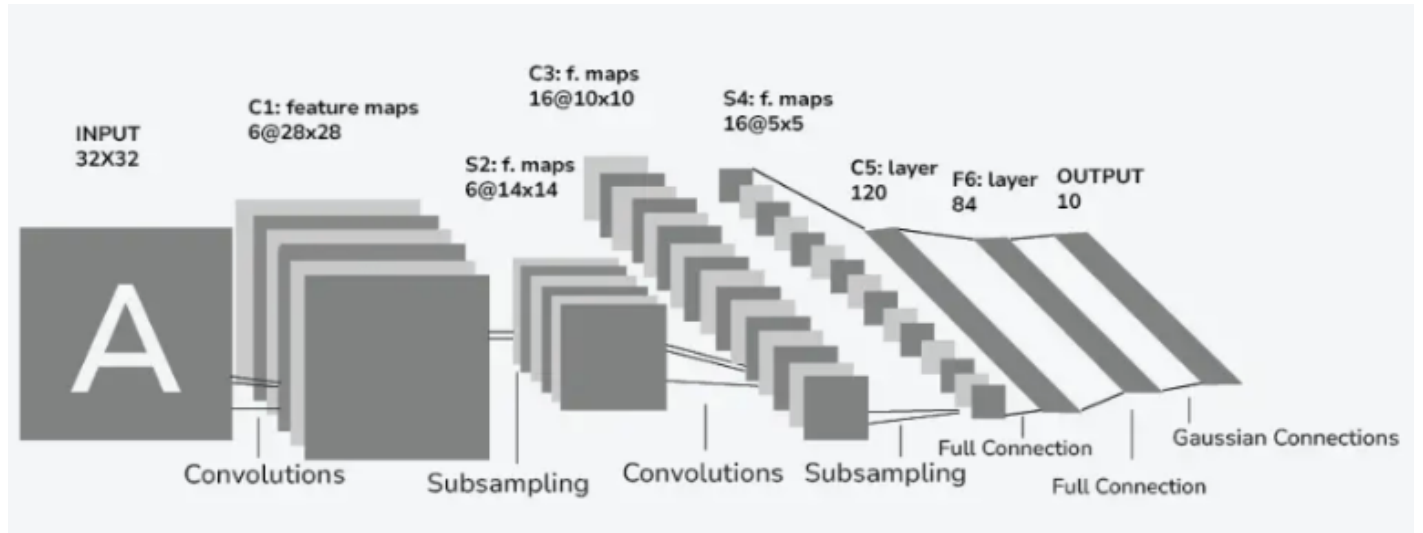 INPUT
32X32
A
C1: feature maps
6@28x28
S2: f. maps
6@14x14
C3: f. maps
16@10x10
S4: f. maps
16@5x5
C5: layer
120
F6: layer
84
OUTPUT
10
Convolutions
Subsampling
Convolutions
Subsampling
Full Connection
Full Connection
Gaussian Connections